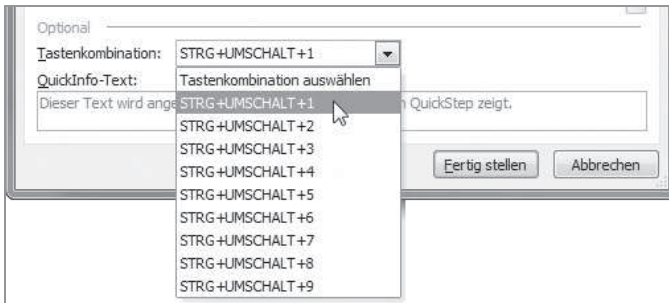 Optional
Tastenkombination: STRG+UMSCHALT+1
QuickInfo-Text: Tastenkombination auswählen
Dieser Text wird ange STRG+UMSCHALT+1 QuickStep zeigt.
STRG+UMSCHALT+2
STRG+UMSCHALT+3
STRG+UMSCHALT+4
Fertig stellen Abbrechen
STRG+UMSCHALT+5
STRG+UMSCHALT+6
STRG+UMSCHALT+7
STRG+UMSCHALT+8
STRG+UMSCHALT+9